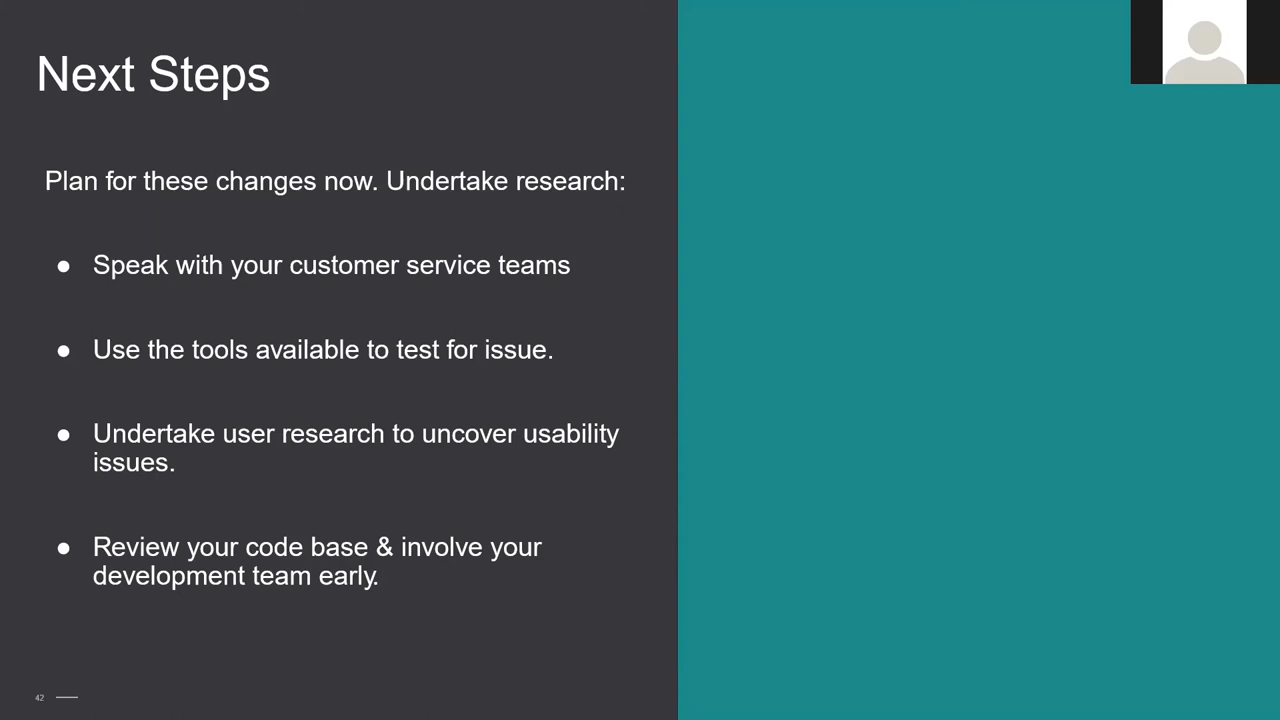 Next Steps
Plan for these changes now. Undertake research:
● Speak with your customer service teams
● Use the tools available to test for issue.
● Undertake user research to uncover usability
issues.
● Review your code base & involve your
development team early.
42